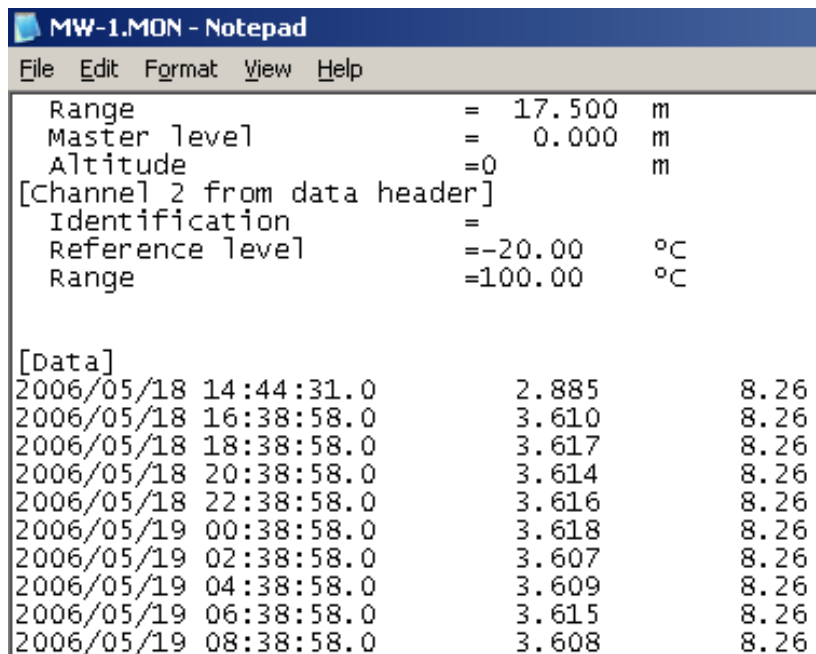 MW-1.MON - Notepad
File Edit Format View Help
Range = 17.500 m
Master level = 0.000 m
Altitude =0 m
[Channel 2 from data header]
Identification =
Reference level =-20.00 °C
Range =100.00 °C
[Data]
2006/05/18 14:44:31.0 2.885 8.26
2006/05/18 16:38:58.0 3.610 8.26
2006/05/18 18:38:58.0 3.617 8.26
2006/05/18 20:38:58.0 3.614 8.26
2006/05/18 22:38:58.0 3.616 8.26
2006/05/19 00:38:58.0 3.618 8.26
2006/05/19 02:38:58.0 3.607 8.26
2006/05/19 04:38:58.0 3.609 8.26
2006/05/19 06:38:58.0 3.615 8.26
2006/05/19 08:38:58.0 3.608 8.26